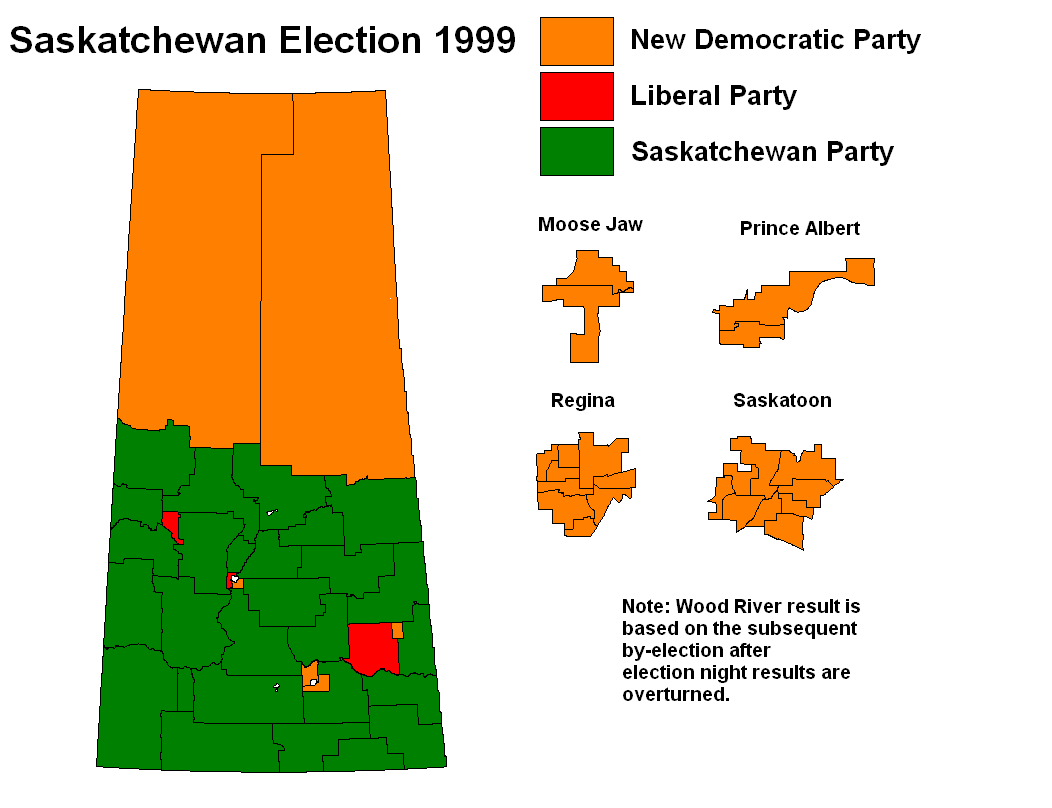 Saskatchewan Election 1999
New Democratic Party
Liberal Party
Saskatchewan Party
Moose Jaw
Prince Albert
Regina
Saskatoon
Note: Wood River result is
based on the subsequent
by-election after
election night results are
overturned.